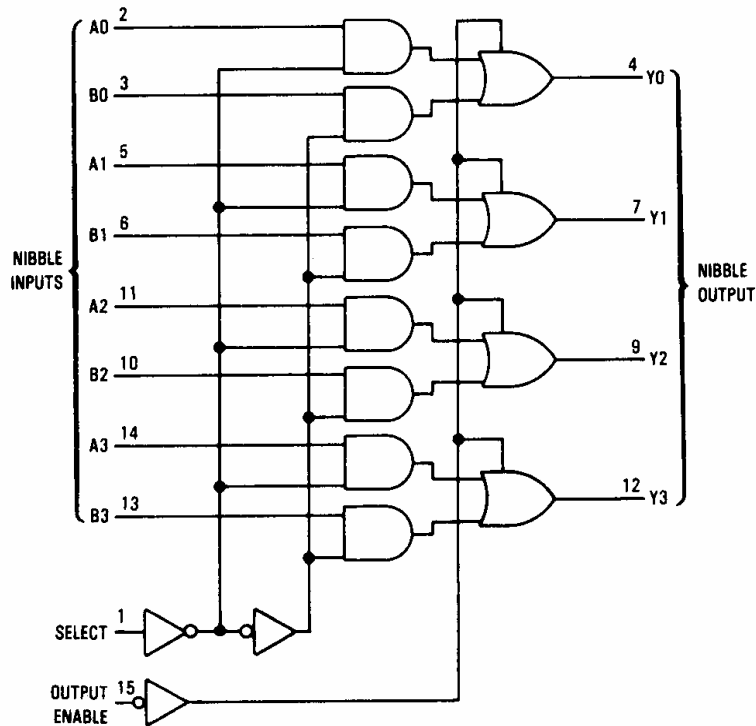 A0 2
B0 3
A1 5
B1 6
A2 11
B2 10
A3 14
B3 13
NIBBLE
INPUTS
4 Y0
7 Y1
9 Y2
12 Y3
NIBBLE
OUTPUT
SELECT 1
OUTPUT 15
ENABLE